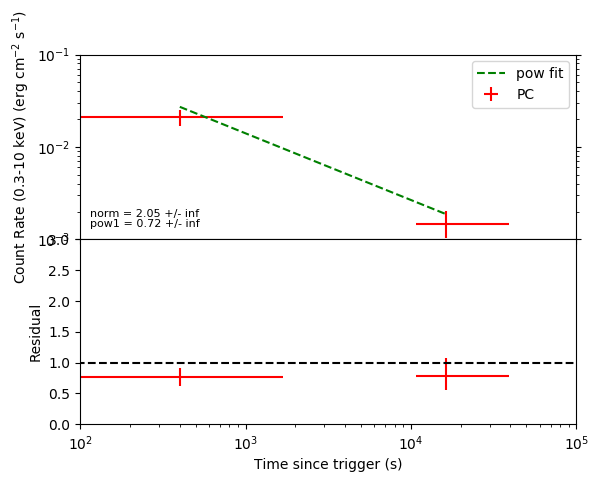 Count Rate (0.3-10 keV) (erg cm⁻² s⁻¹)
10⁻¹
10⁻²
10⁻³
pow fit
PC
norm = 2.05 +/- inf
pow1 = 0.72 +/- inf
Residual
3.0
2.5
2.0
1.5
1.0
0.5
0.0
10² 10³ 10⁴ 10⁵
Time since trigger (s)